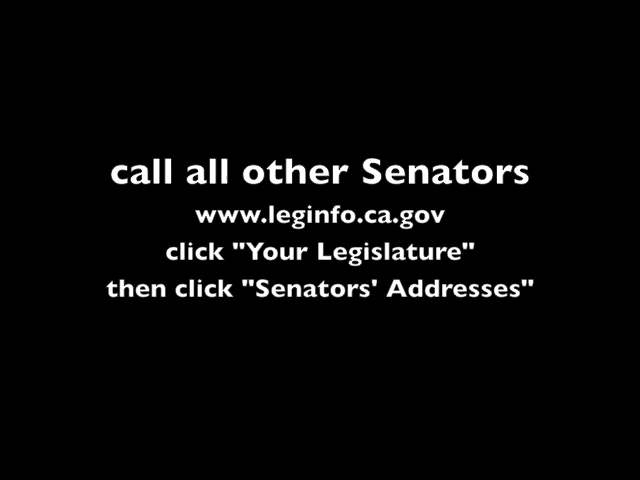 call all other Senators
www.leginfo.ca.gov
click "Your Legislature"
then click "Senators' Addresses"